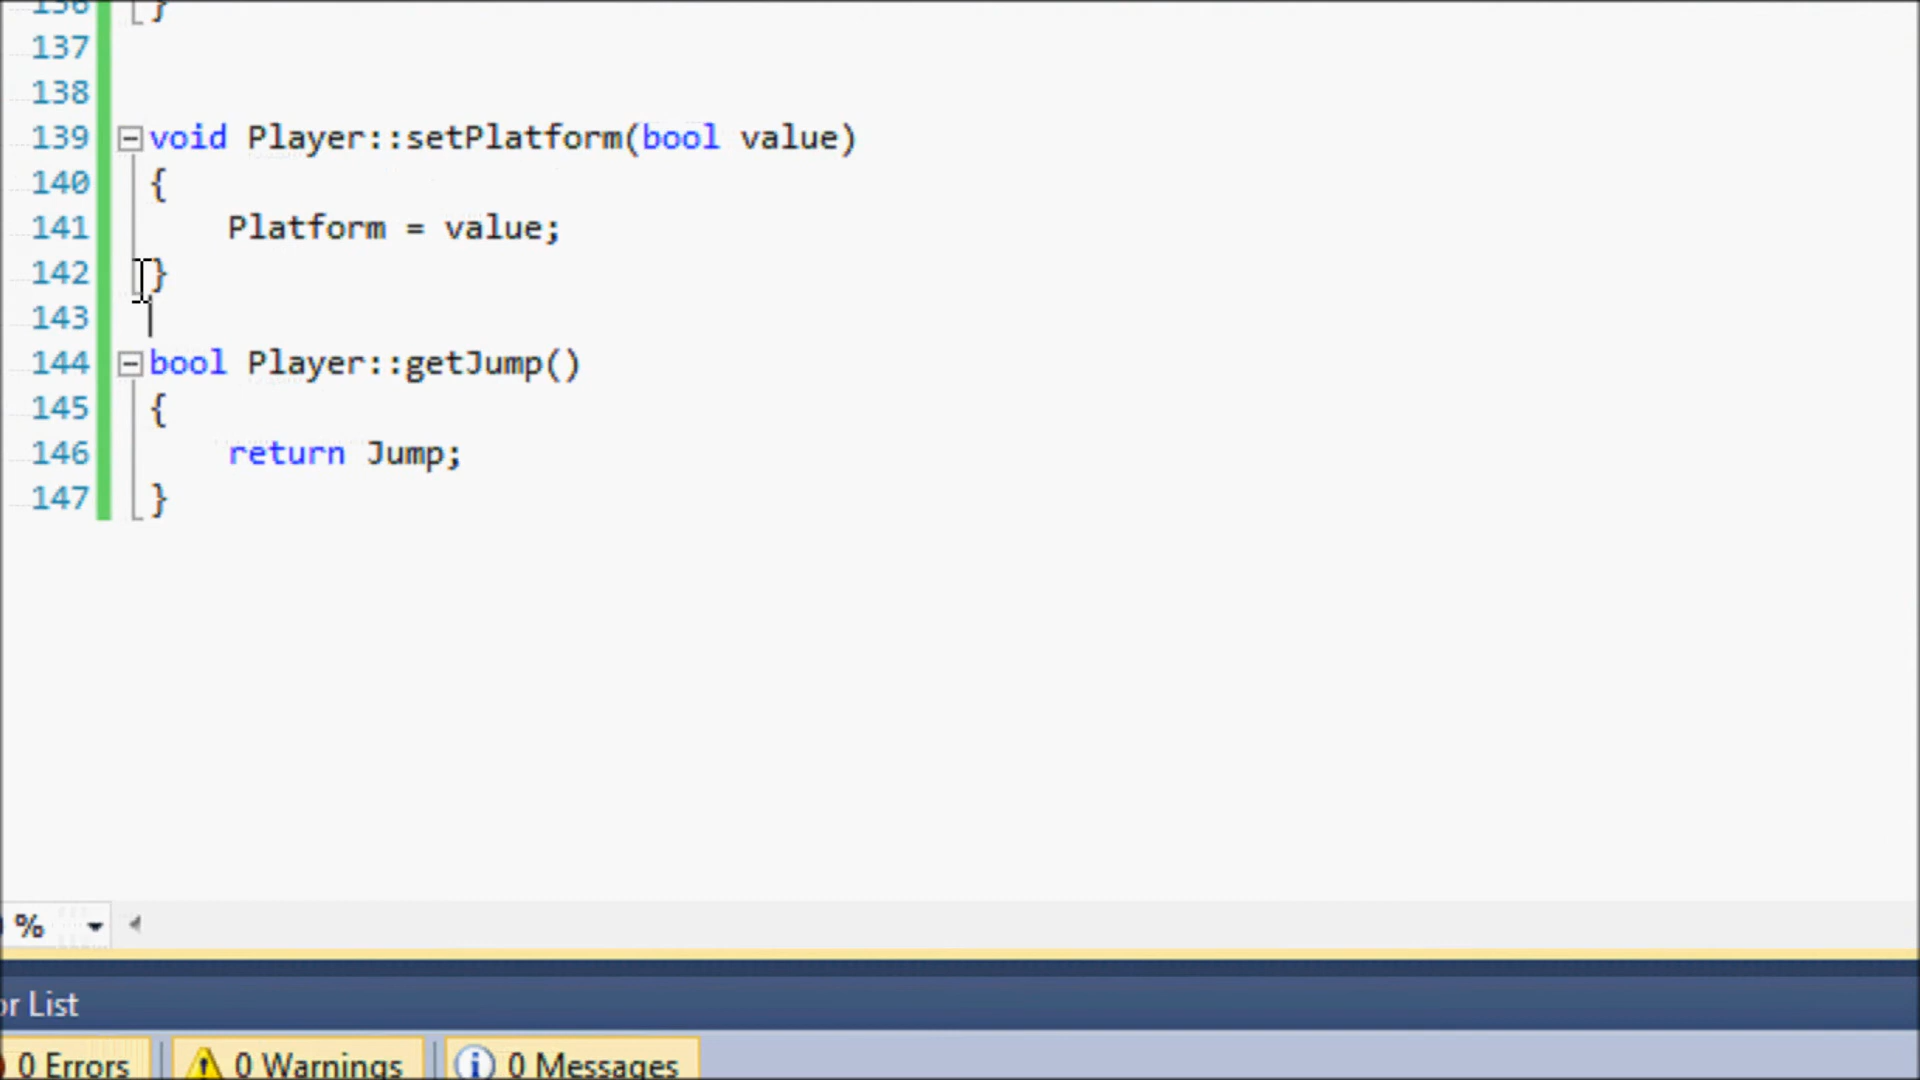 136 }
137
138
139 void Player::setPlatform(bool value)
140 {
141 Platform = value;
142 }
143
144 bool Player::getJump()
145 {
146 return Jump;
147 }
%
or List
0 Errors 0 Warnings 0 Messages